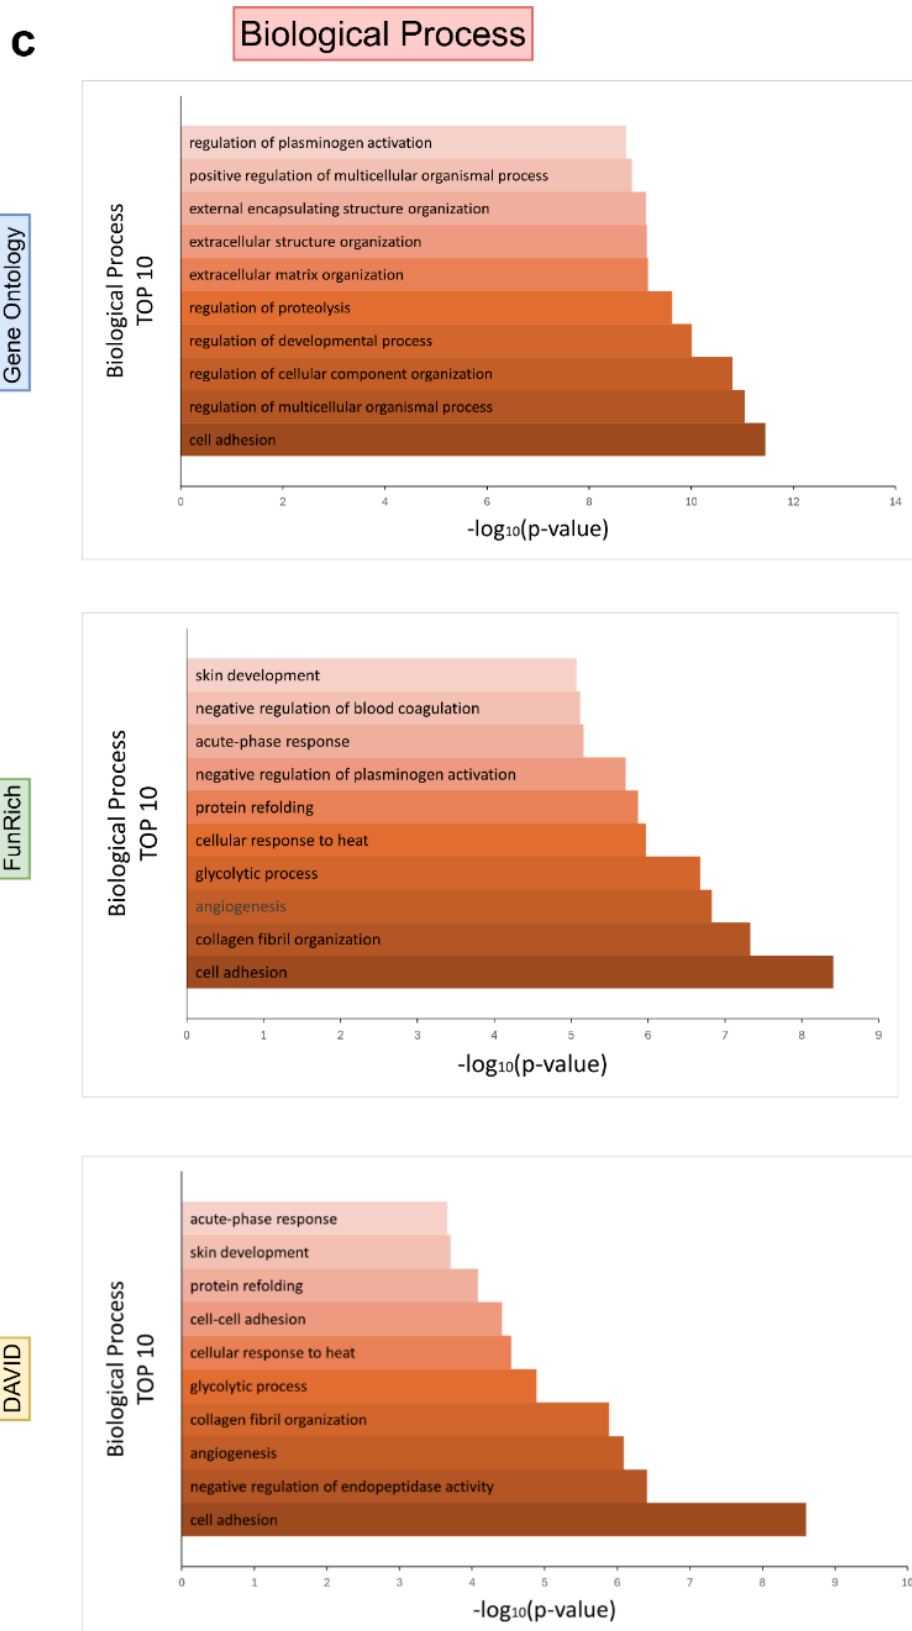 c
Biological Process
Gene Ontology
Biological Process
TOP 10
regulation of plasminogen activation
positive regulation of multicellular organismal process
external encapsulating structure organization
extracellular structure organization
extracellular matrix organization
regulation of proteolysis
regulation of developmental process
regulation of cellular component organization
regulation of multicellular organismal process
cell adhesion
0 2 4 6 8 10 12 14
-log₁₀(p-value)
FunRich
Biological Process
TOP 10
skin development
negative regulation of blood coagulation
acute-phase response
negative regulation of plasminogen activation
protein refolding
cellular response to heat
glycolytic process
angiogenesis
collagen fibril organization
cell adhesion
0 1 2 3 4 5 6 7 8 9
-log₁₀(p-value)
DAVID
Biological Process
TOP 10
acute-phase response
skin development
protein refolding
cell-cell adhesion
cellular response to heat
glycolytic process
collagen fibril organization
angiogenesis
negative regulation of endopeptidase activity
cell adhesion
0 1 2 3 4 5 6 7 8 9 10
-log₁₀(p-value)